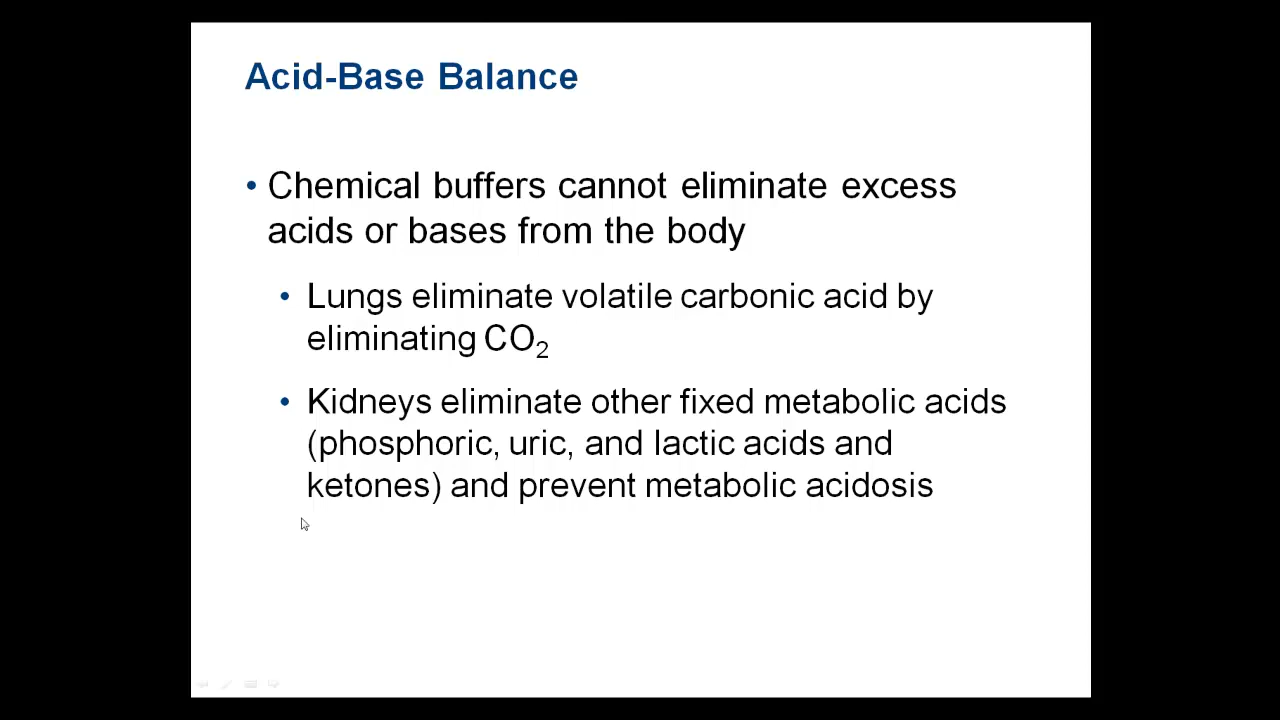 Acid-Base Balance
• Chemical buffers cannot eliminate excess
acids or bases from the body
• Lungs eliminate volatile carbonic acid by
eliminating CO₂
• Kidneys eliminate other fixed metabolic acids
(phosphoric, uric, and lactic acids and
ketones) and prevent metabolic acidosis